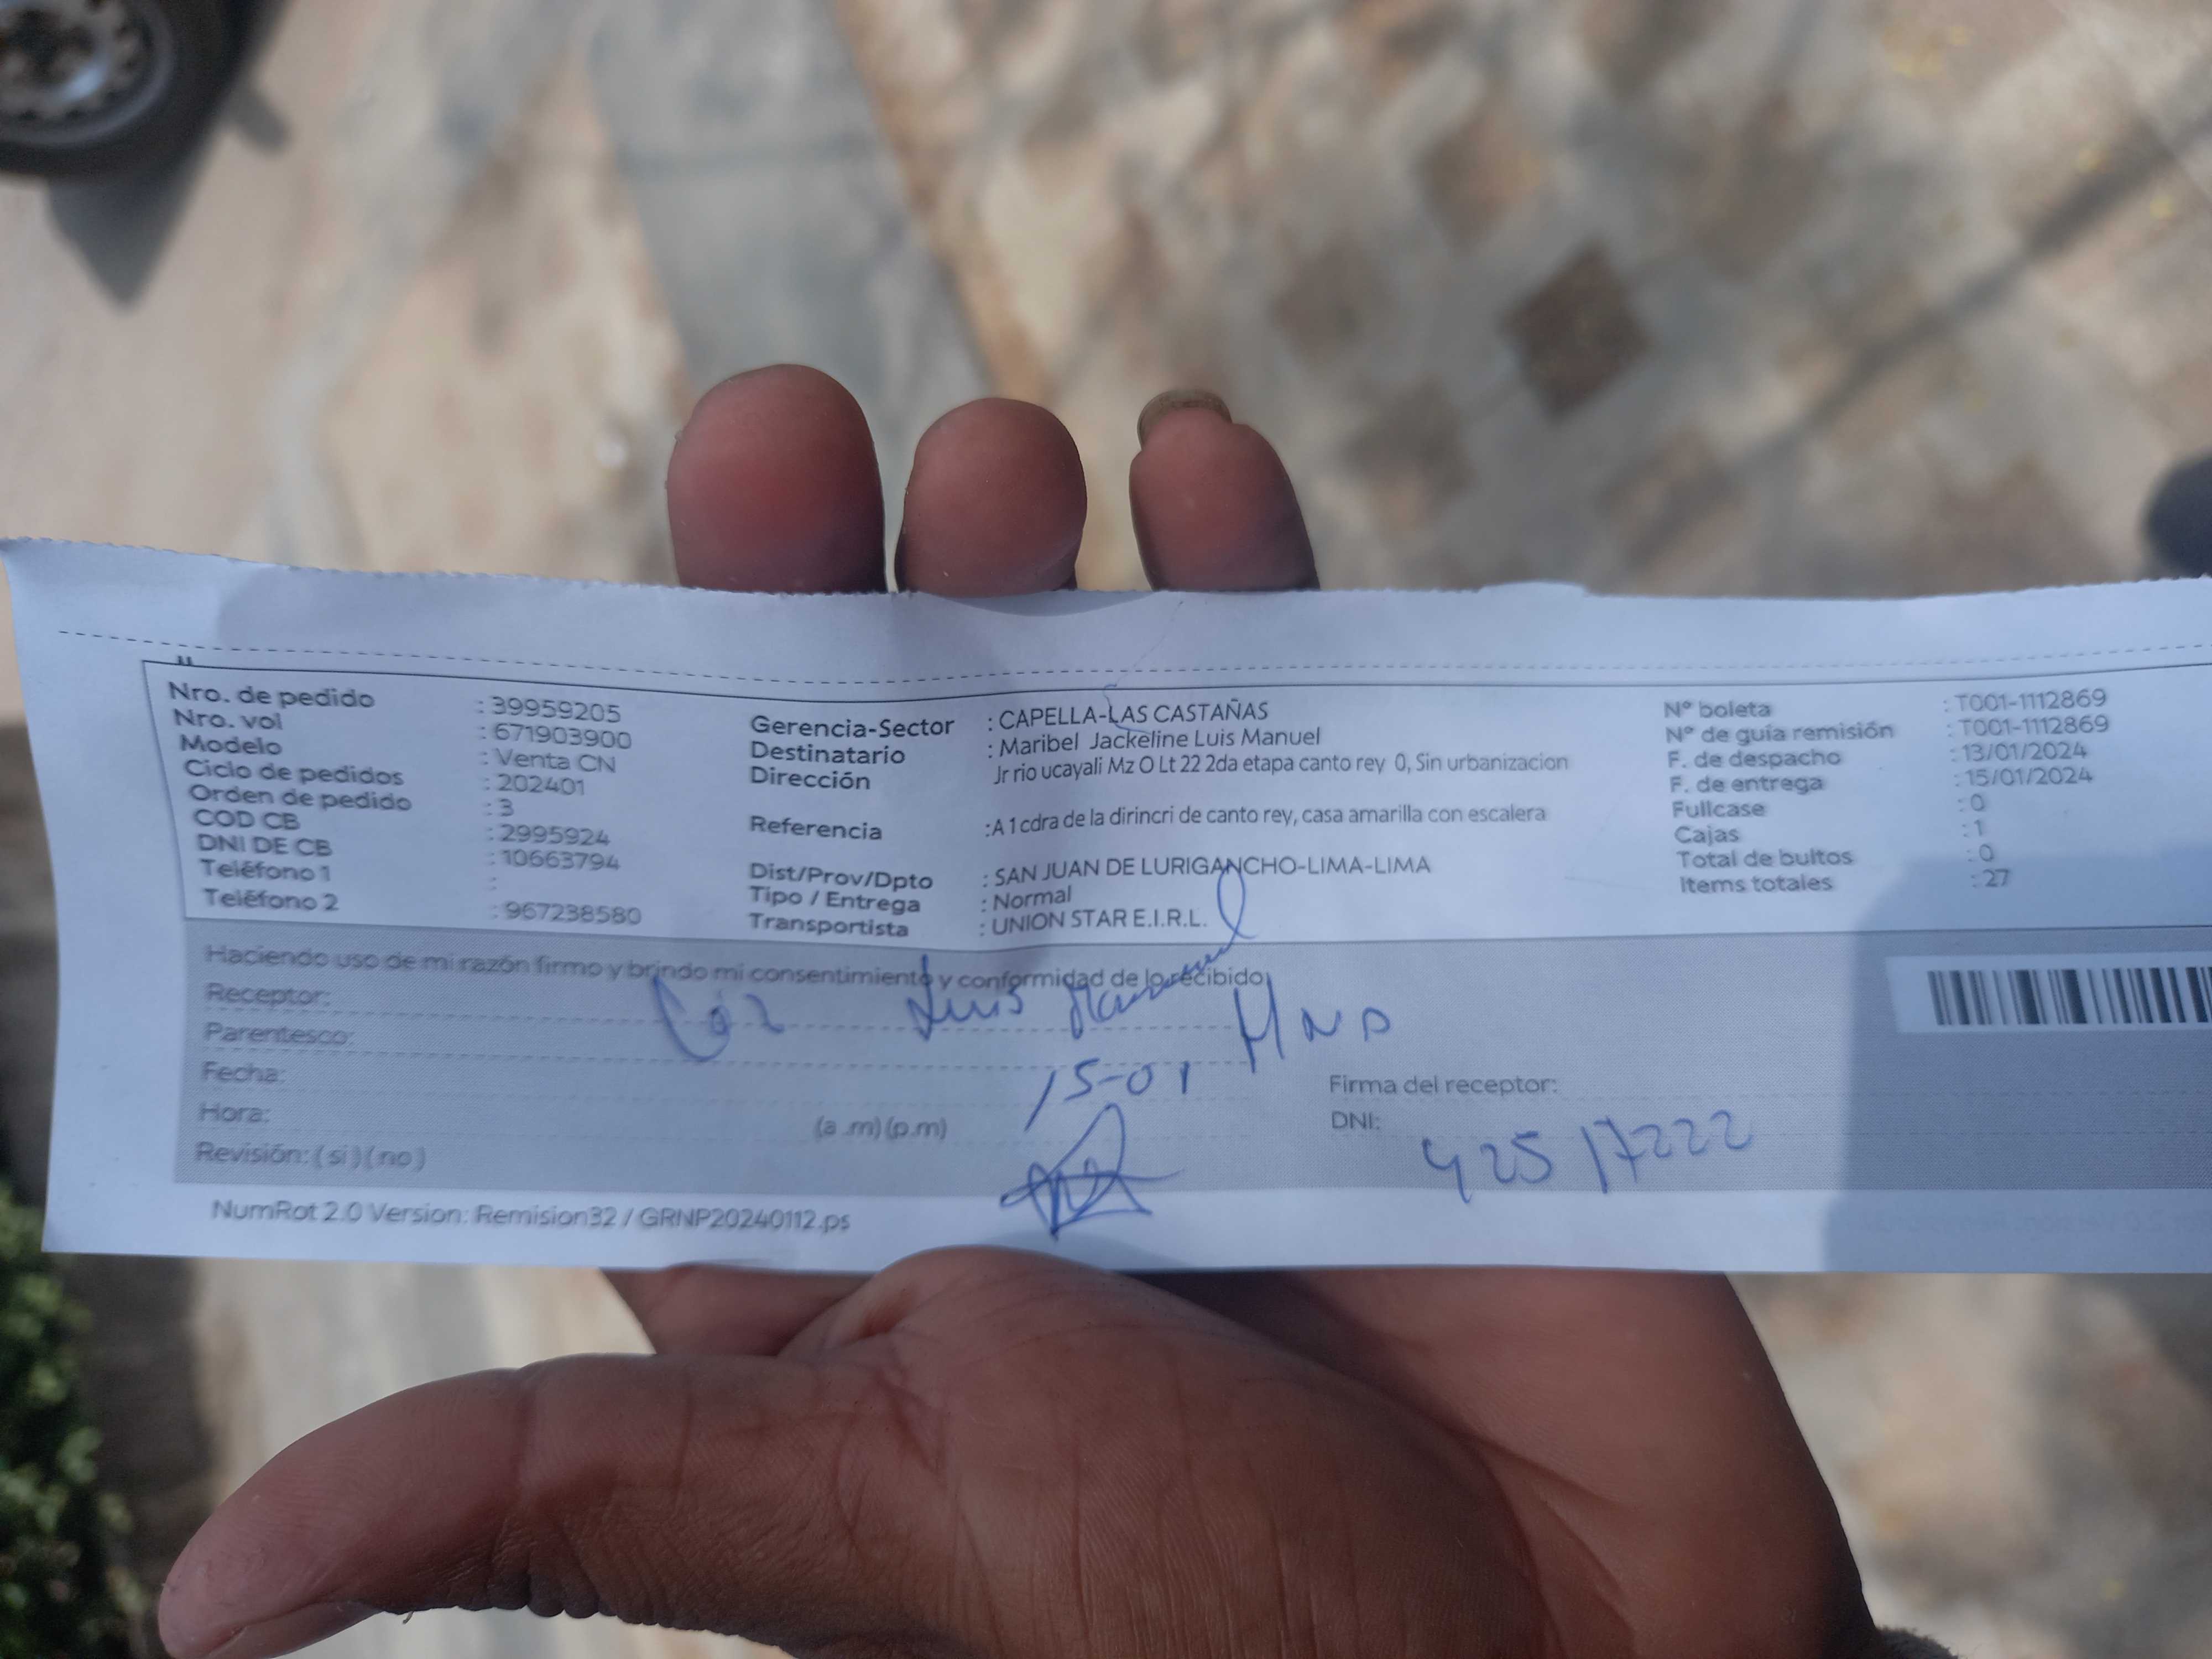 Nro. de pedido : 39959205
Nro. vol : 671903900
Modelo : Venta CN
Ciclo de pedidos : 202401
Orden de pedido : 3
COD CB : 2995924
DNI DE CB : 10663794
Teléfono 1 :
Teléfono 2 : 967238580
Gerencia-Sector : CAPELLA-LAS CASTAÑAS
Destinatario : Maribel Jackeline Luis Manuel
Dirección Jr rio ucayali Mz O Lt 22 2da etapa canto rey 0, Sin urbanizacion
Referencia :A 1 cdra de la dirincri de canto rey, casa amarilla con escalera
Dist/Prov/Dpto : SAN JUAN DE LURIGANCHO-LIMA-LIMA
Tipo / Entrega : Normal
Transportista : UNION STAR E.I.R.L.
Nº boleta : T001-1112869
Nº de guía remisión : T001-1112869
F. de despacho : 13/01/2024
F. de entrega : 15/01/2024
Fullcase : 0
Cajas : 1
Total de bultos : 0
Items totales : 27
Haciendo uso de mi razón firmo y brindo mi consentimiento y conformidad de lo recibido
Receptor: Luis Manuel
Parentesco: HNA
Fecha: 15-01
Hora: (a .m) (p.m)
Revisión: ( si ) ( no )
Firma del receptor:
DNI: 42517222
NumRot 2.0 Version: Remision32 / GRNP20240112.ps